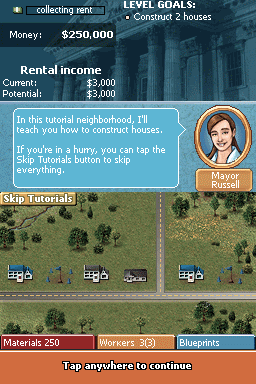 collecting rent
LEVEL GOALS:
Construct 2 houses
Money: $250,000
Rental income
Current: $3,000
Potential: $3,000
In this tutorial neighborhood, I'll
teach you how to construct houses.
If you're in a hurry, you can tap the
Skip Tutorials button to skip
everything.
Mayor
Russell
Skip Tutorials
Materials 250
Workers 3(3)
Blueprints
Tap anywhere to continue